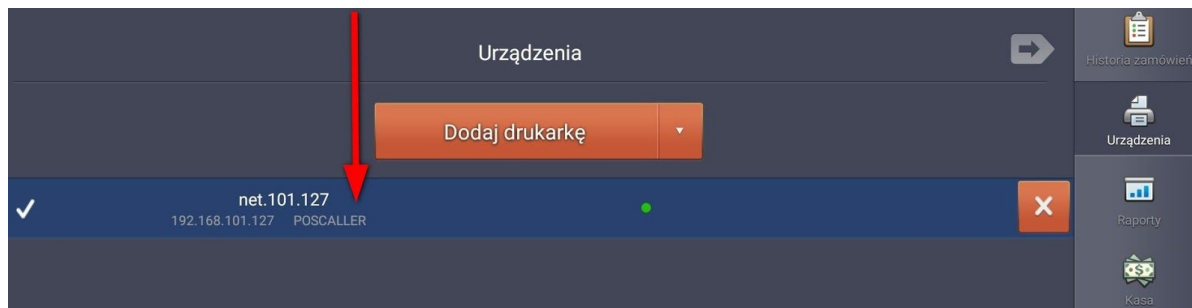 Urządzenia
Dodaj drukarkę
net.101.127
192.168.101.127 POSCALLER
Historia zamówień
Urządzenia
Raporty
Kasa